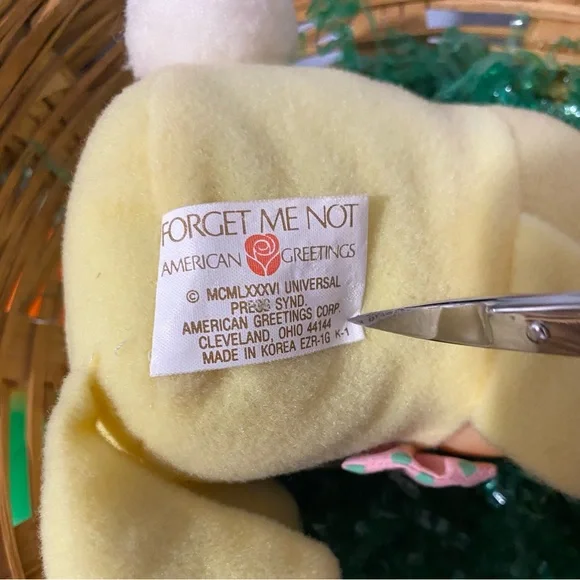 FORGET ME NOT
AMERICAN GREETINGS
© MCMLXXXVI UNIVERSAL
PRESS SYND.
AMERICAN GREETINGS CORP.
CLEVELAND, OHIO 44144
MADE IN KOREA EZR-1G K-1